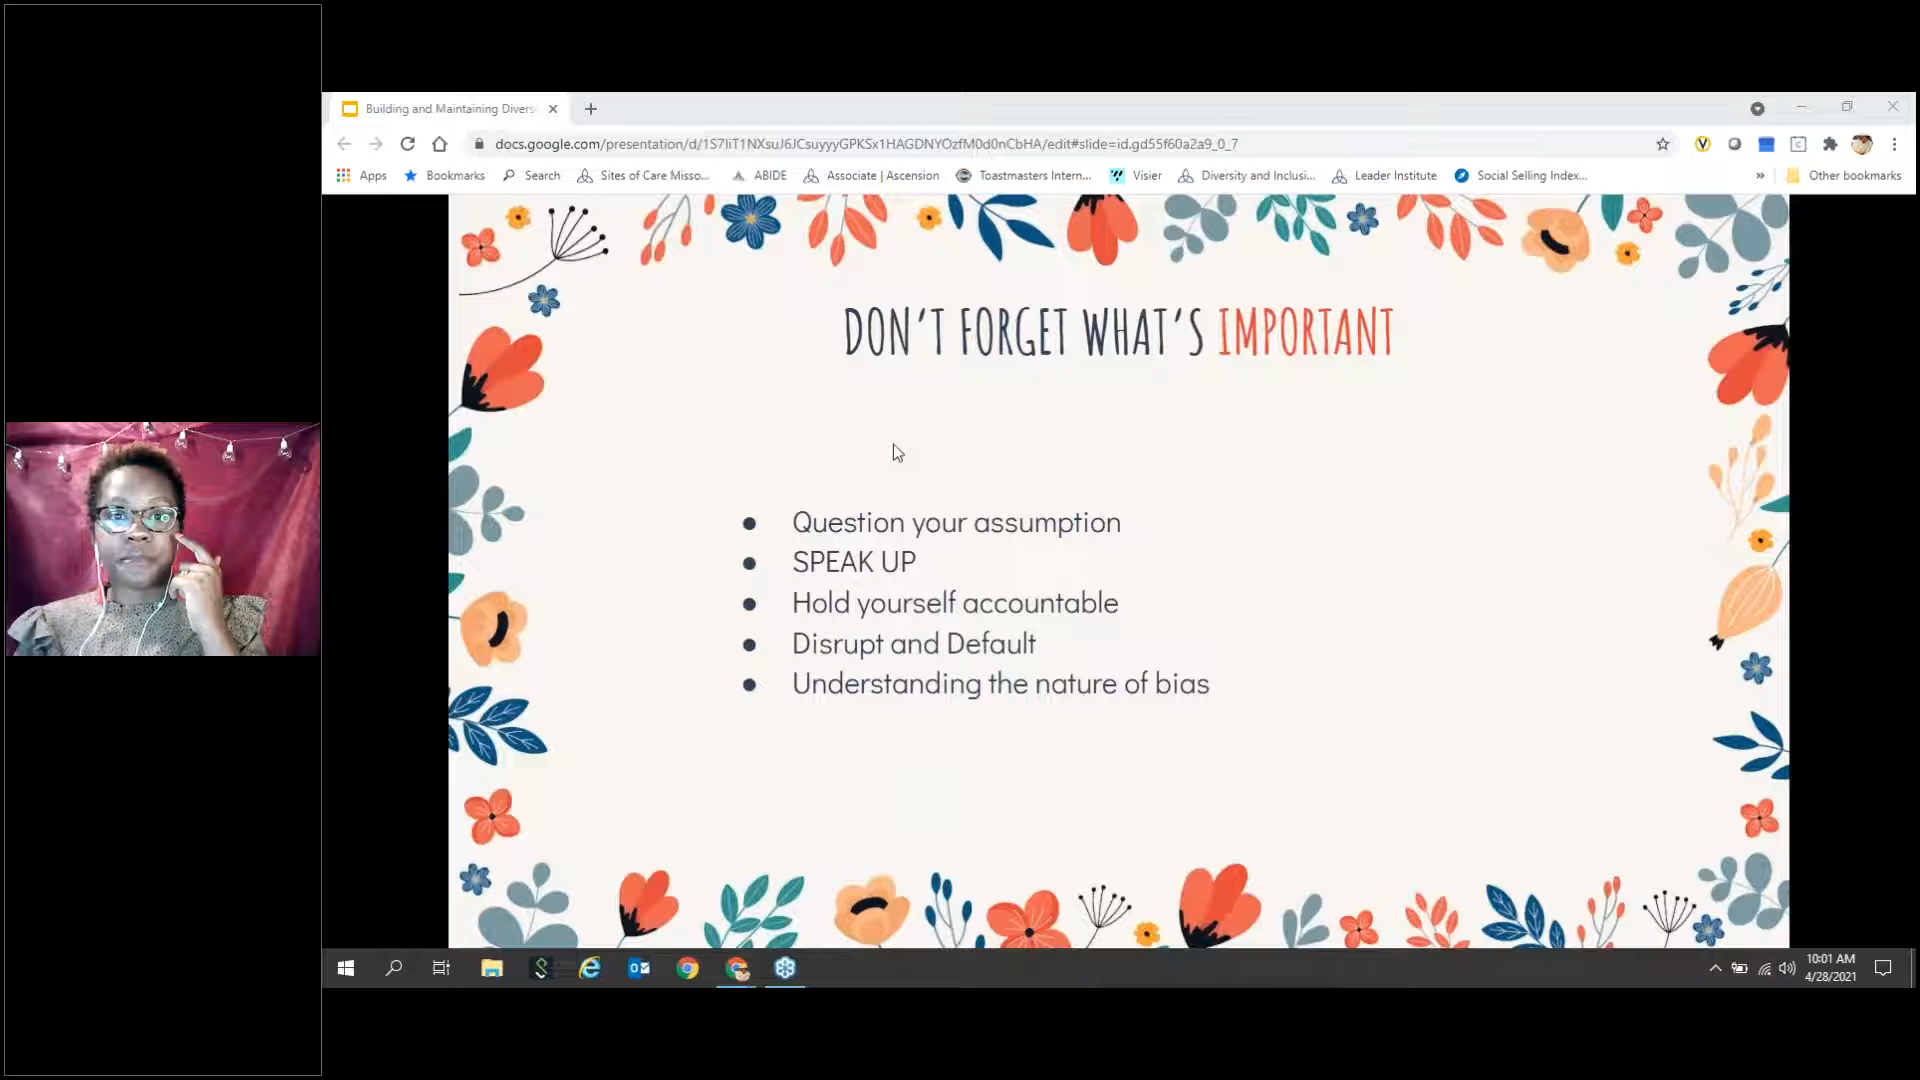 Building and Maintaining Divers
docs.google.com/presentation/d/1S7IiT1NXsuJ6JCsuyyyGPKSx1HAGDNYOzfM0d0nCbHA/edit#slide=id.gd55f60a2a9_0_7
Apps Bookmarks Search Sites of Care Misso... ABIDE Associate | Ascension Toastmasters Intern... Visier Diversity and Inclusi... Leader Institute Social Selling Index... » Other bookmarks
DON'T FORGET WHAT'S IMPORTANT
● Question your assumption
● SPEAK UP
● Hold yourself accountable
● Disrupt and Default
● Understanding the nature of bias
10:01 AM
4/28/2021